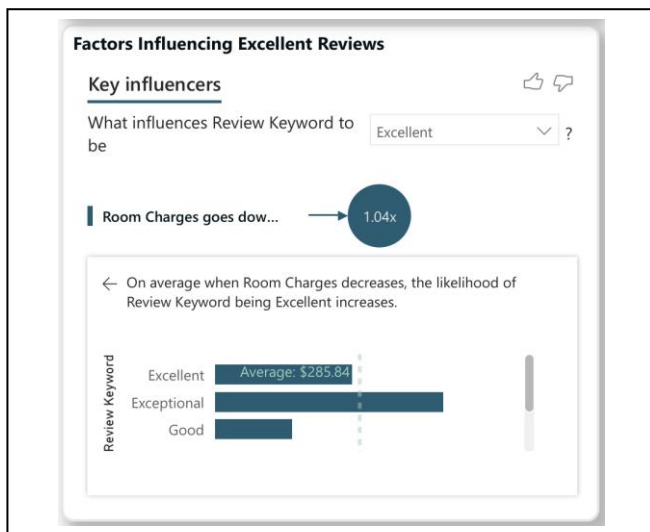 Factors Influencing Excellent Reviews
Key influencers
What influences Review Keyword to
be
Excellent
?
Room Charges goes dow...
1.04x
← On average when Room Charges decreases, the likelihood of
Review Keyword being Excellent increases.
Review Keyword
Excellent
Average: $285.84
Exceptional
Good